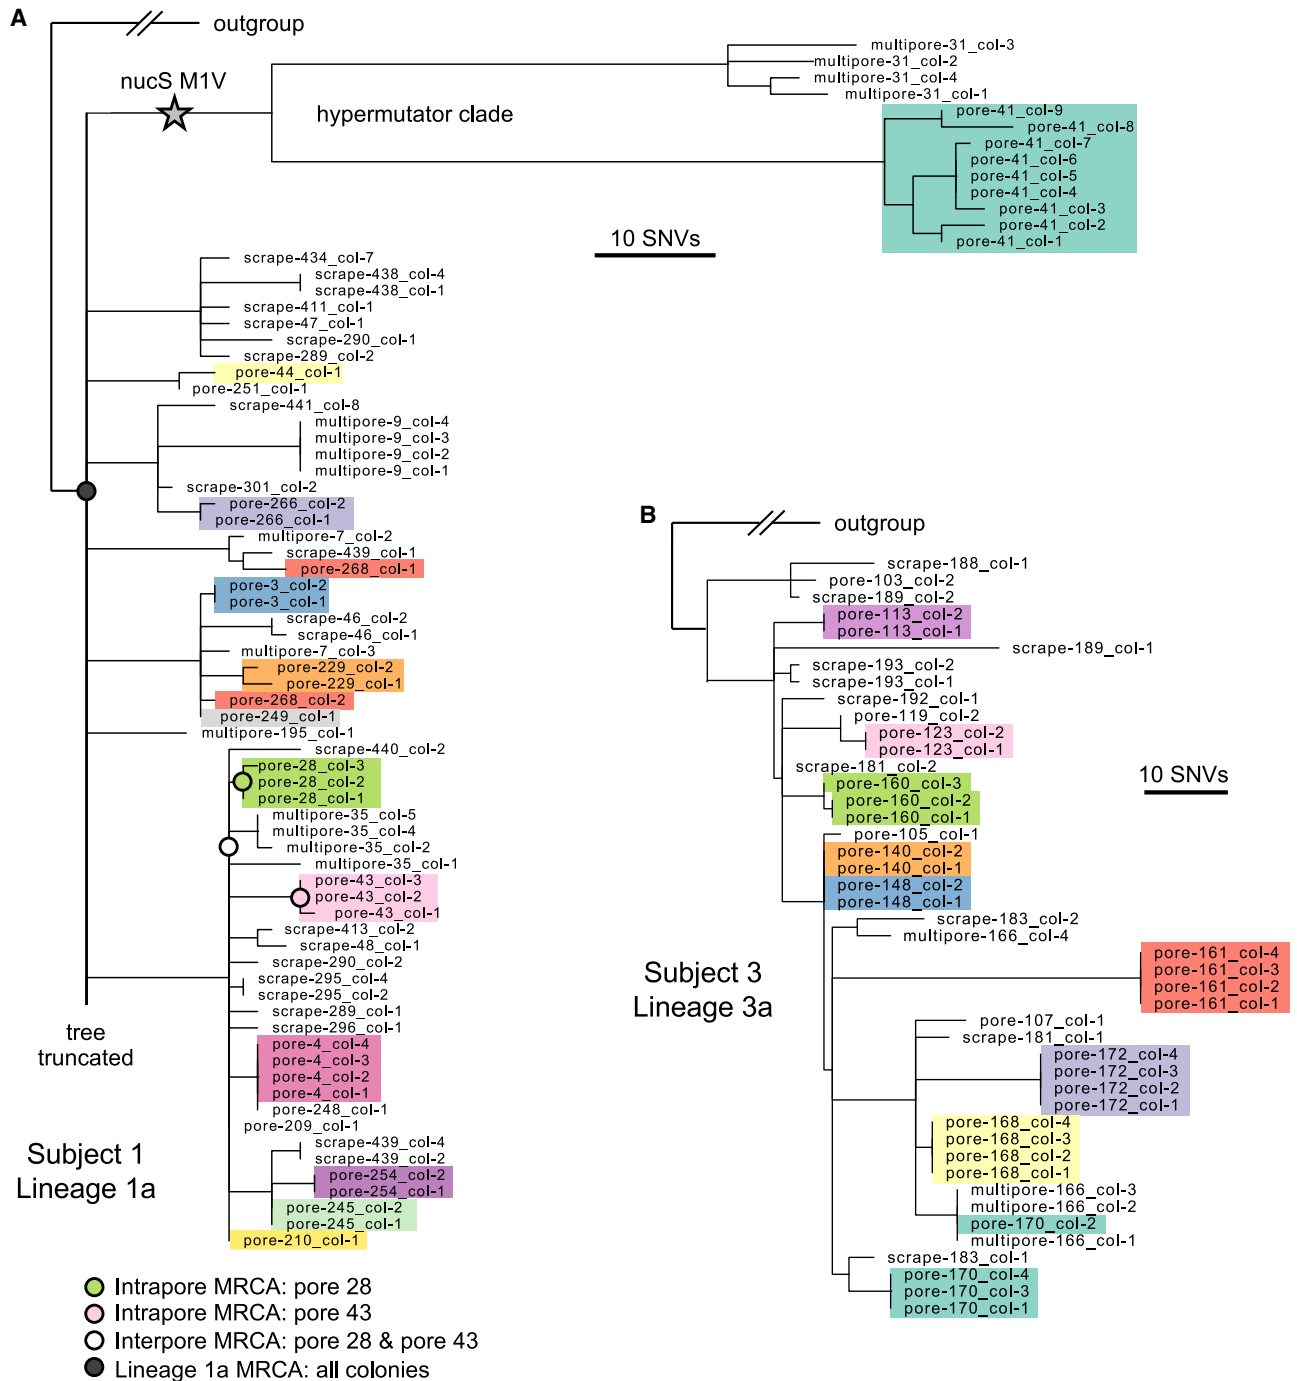 A
outgroup
nucS M1V
hypermutator clade
multipore-31_col-3
multipore-31_col-2
multipore-31_col-4
multipore-31_col-1
pore-41_col-9
pore-41_col-8
pore-41_col-7
pore-41_col-6
pore-41_col-5
pore-41_col-4
pore-41_col-3
pore-41_col-2
pore-41_col-1
10 SNVs
scrape-434_col-7
scrape-438_col-4
scrape-438_col-1
scrape-411_col-1
scrape-47_col-1
scrape-290_col-1
scrape-289_col-2
pore-44_col-1
pore-251_col-1
scrape-441_col-8
multipore-9_col-4
multipore-9_col-3
multipore-9_col-2
multipore-9_col-1
scrape-301_col-2
pore-266_col-2
pore-266_col-1
multipore-7_col-2
scrape-439_col-1
pore-268_col-1
pore-3_col-2
pore-3_col-1
scrape-46_col-2
scrape-46_col-1
multipore-7_col-3
pore-229_col-2
pore-229_col-1
pore-268_col-2
pore-249_col-1
multipore-195_col-1
scrape-440_col-2
pore-28_col-3
pore-28_col-2
pore-28_col-1
multipore-35_col-5
multipore-35_col-4
multipore-35_col-2
multipore-35_col-1
pore-43_col-3
pore-43_col-2
pore-43_col-1
scrape-413_col-2
scrape-48_col-1
scrape-290_col-2
scrape-295_col-4
scrape-295_col-2
scrape-289_col-1
scrape-296_col-1
pore-4_col-4
pore-4_col-3
pore-4_col-2
pore-4_col-1
pore-248_col-1
pore-209_col-1
scrape-439_col-4
scrape-439_col-2
pore-254_col-2
pore-254_col-1
pore-245_col-2
pore-245_col-1
pore-210_col-1
tree
truncated
Subject 1
Lineage 1a
Intrapore MRCA: pore 28
Intrapore MRCA: pore 43
Interpore MRCA: pore 28 & pore 43
Lineage 1a MRCA: all colonies
B
outgroup
scrape-188_col-1
pore-103_col-2
scrape-189_col-2
pore-113_col-2
pore-113_col-1
scrape-189_col-1
scrape-193_col-2
scrape-193_col-1
scrape-192_col-1
pore-119_col-2
pore-123_col-2
pore-123_col-1
scrape-181_col-2
pore-160_col-3
pore-160_col-2
pore-160_col-1
10 SNVs
pore-105_col-1
pore-140_col-2
pore-140_col-1
pore-148_col-2
pore-148_col-1
scrape-183_col-2
multipore-166_col-4
pore-161_col-4
pore-161_col-3
pore-161_col-2
pore-161_col-1
Subject 3
Lineage 3a
pore-107_col-1
scrape-181_col-1
pore-172_col-4
pore-172_col-3
pore-172_col-2
pore-172_col-1
pore-168_col-4
pore-168_col-3
pore-168_col-2
pore-168_col-1
multipore-166_col-3
multipore-166_col-2
pore-170_col-2
multipore-166_col-1
scrape-183_col-1
pore-170_col-4
pore-170_col-3
pore-170_col-1